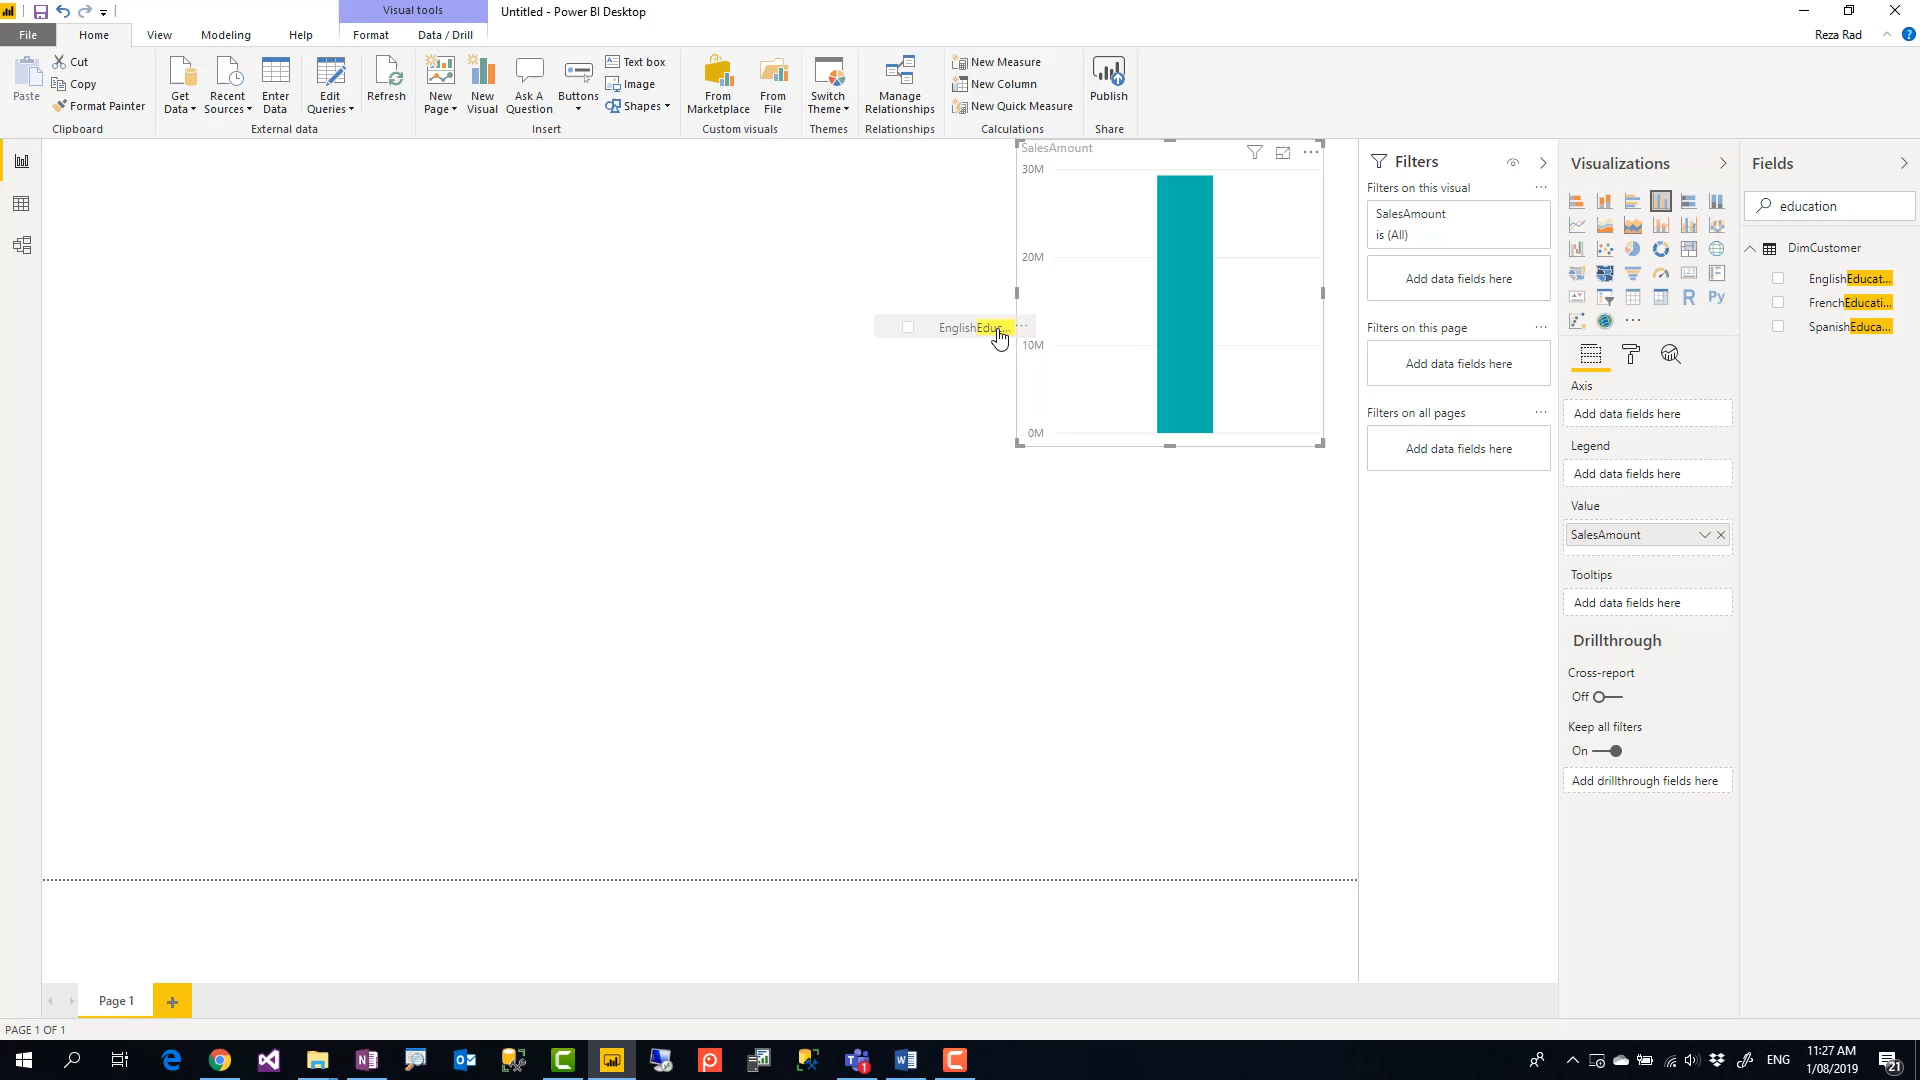 Visual tools
Untitled - Power BI Desktop
File
Home
View
Modeling
Help
Format
Data / Drill
Reza Rad
?
Paste
Cut
Copy
Format Painter
Clipboard
Get Data
Recent Sources
Enter Data
Edit Queries
Refresh
External data
New Page
New Visual
Ask A Question
Buttons
Text box
Image
Shapes
Insert
From Marketplace
From File
Custom visuals
Switch Theme
Themes
Manage Relationships
Relationships
New Measure
New Column
New Quick Measure
Calculations
Publish
Share
SalesAmount
30M
20M
10M
0M
EnglishEduc...
Filters
Filters on this visual
SalesAmount
is (All)
Add data fields here
Filters on this page
Add data fields here
Filters on all pages
Add data fields here
Visualizations
R
Py
Axis
Add data fields here
Legend
Add data fields here
Value
SalesAmount
Tooltips
Add data fields here
Drillthrough
Cross-report
Off
Keep all filters
On
Add drillthrough fields here
Fields
education
DimCustomer
EnglishEducat...
FrenchEducati...
SpanishEduca...
Page 1
PAGE 1 OF 1
ENG
11:27 AM
1/08/2019
21